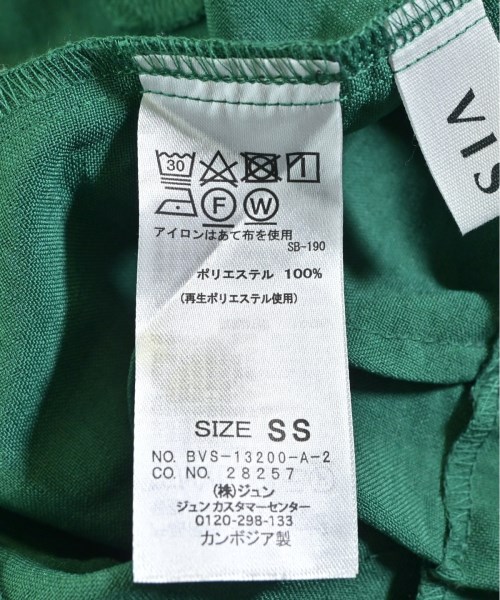 VIS
30
F W
アイロンはあて布を使用
SB-190
ポリエステル 100%
(再生ポリエステル使用)
SIZE SS
NO. BVS-13200-A-2
CO. NO. 28257
(株)ジュン
ジュン カスタマーセンター
0120-298-133
カンボジア製